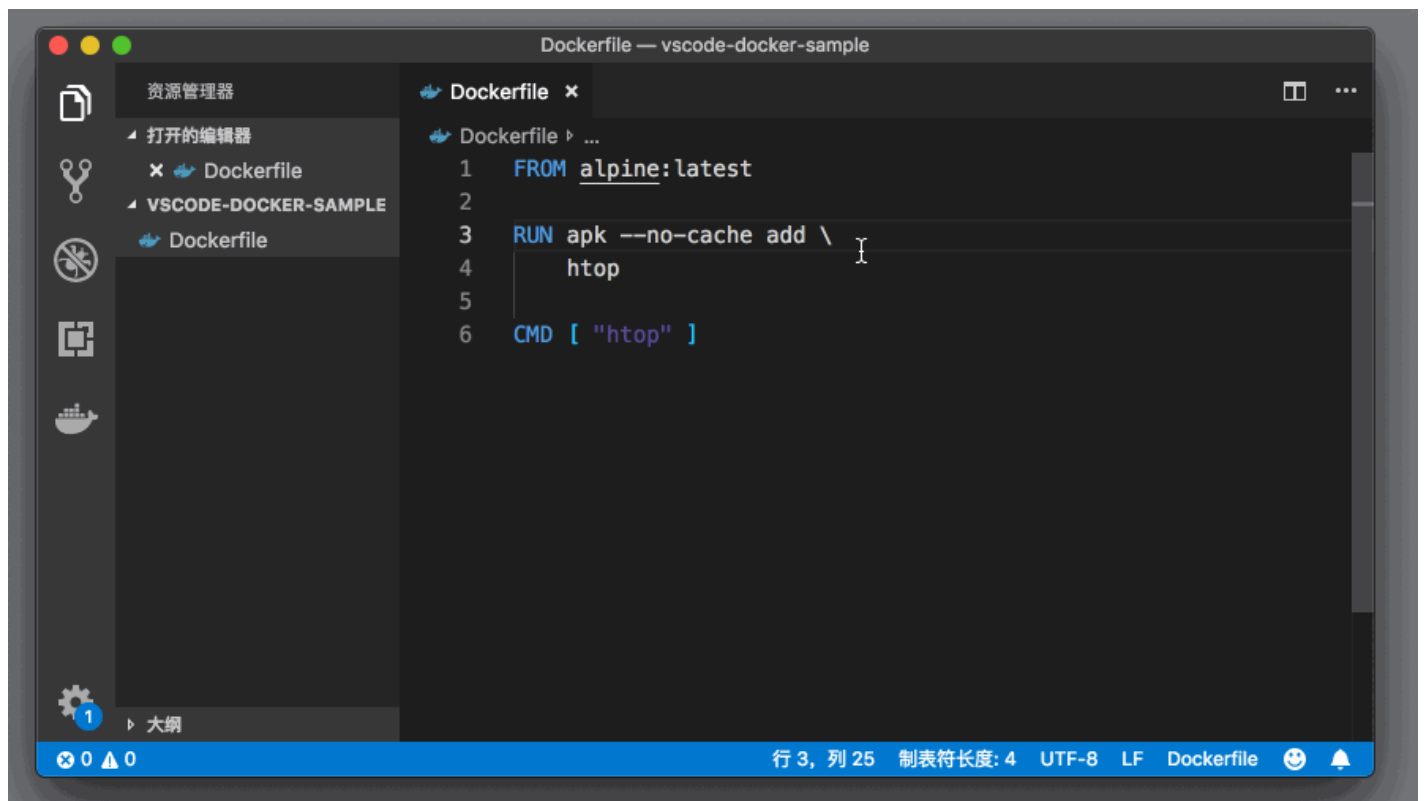 Dockerfile — vscode-docker-sample
资源管理器
打开的编辑器
Dockerfile
VSCODE-DOCKER-SAMPLE
Dockerfile
大纲
Dockerfile
Dockerfile ...
1 FROM alpine:latest
2
3 RUN apk --no-cache add \
4 htop
5
6 CMD [ "htop" ]
1
0 0
行 3，列 25 制表符长度: 4 UTF-8 LF Dockerfile